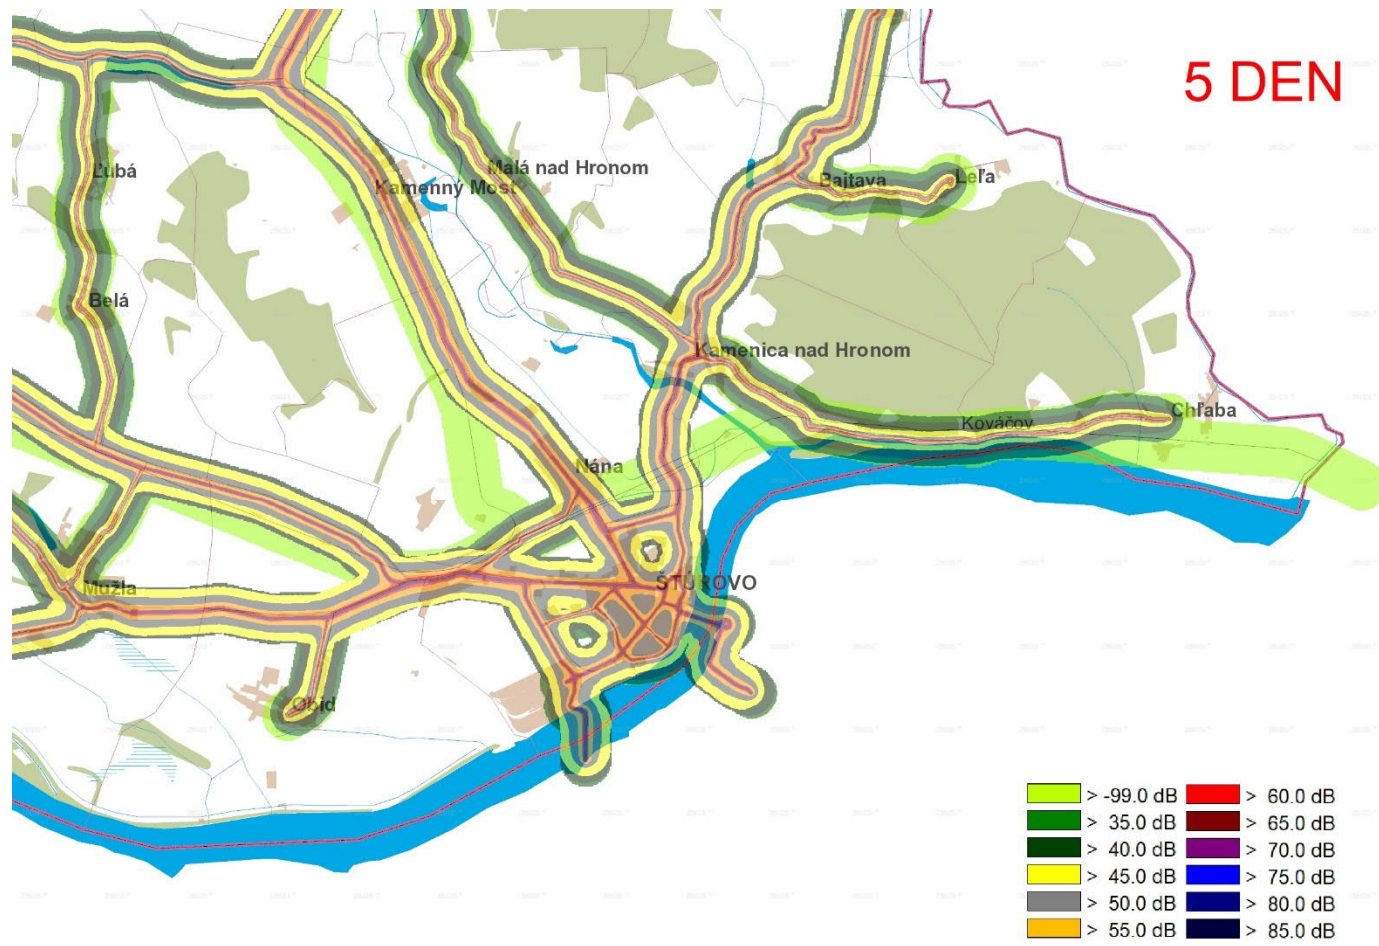 5 DEN
Ľubá
Malá nad Hronom
Kamenný Most
Bajtava
Leľa
Belá
Kamenica nad Hronom
Chľaba
Kováčov
Nána
ŠTÚROVO
Mužla
Obid
> -99.0 dB
> 35.0 dB
> 40.0 dB
> 45.0 dB
> 50.0 dB
> 55.0 dB
> 60.0 dB
> 65.0 dB
> 70.0 dB
> 75.0 dB
> 80.0 dB
> 85.0 dB